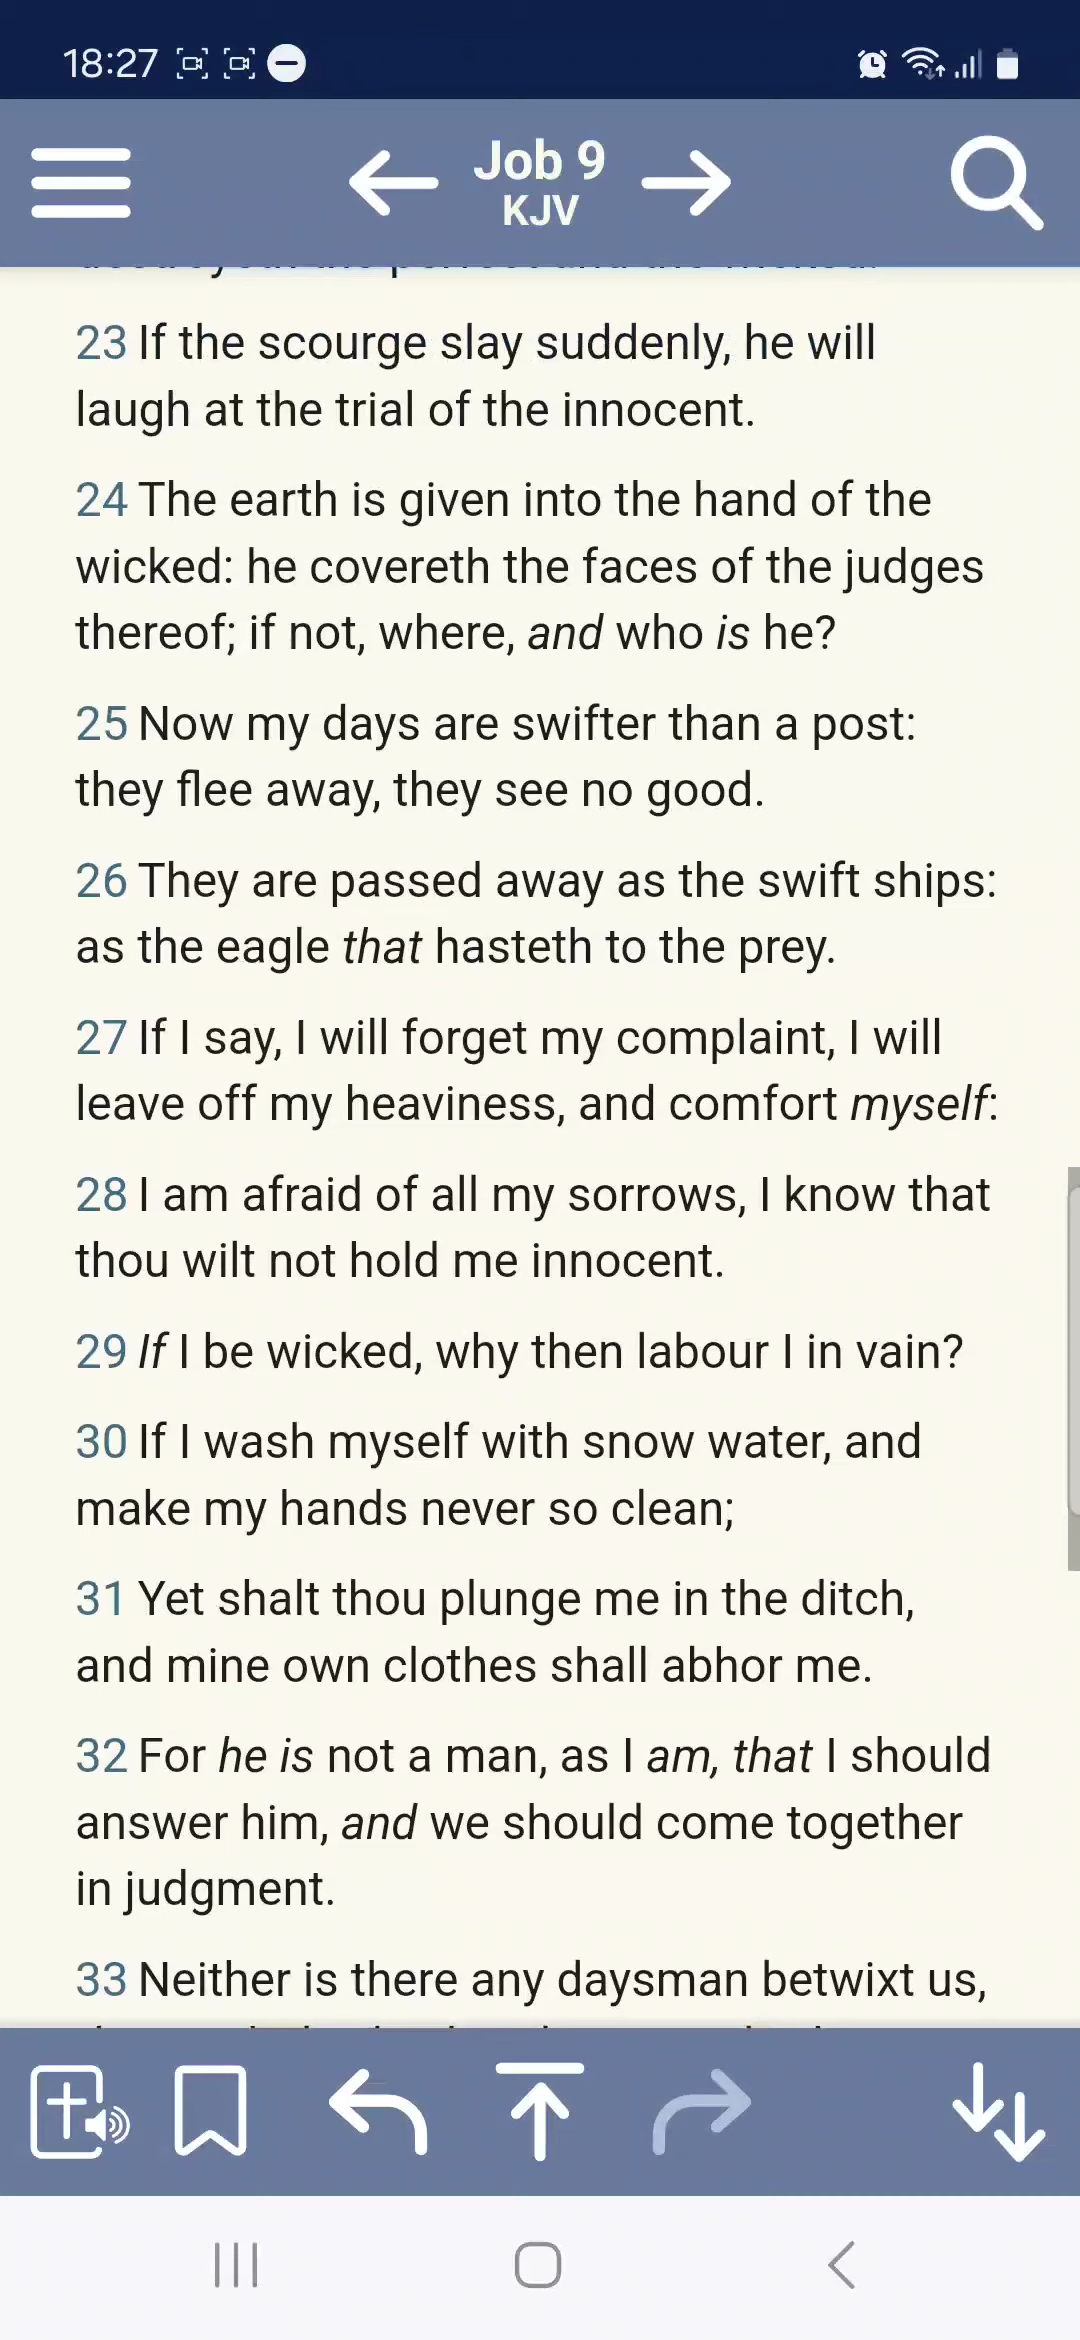 18:27
Job 9
KJV
23 If the scourge slay suddenly, he will
laugh at the trial of the innocent.
24 The earth is given into the hand of the
wicked: he covereth the faces of the judges
thereof; if not, where, and who is he?
25 Now my days are swifter than a post:
they flee away, they see no good.
26 They are passed away as the swift ships:
as the eagle that hasteth to the prey.
27 If I say, I will forget my complaint, I will
leave off my heaviness, and comfort myself:
28 I am afraid of all my sorrows, I know that
thou wilt not hold me innocent.
29 If I be wicked, why then labour I in vain?
30 If I wash myself with snow water, and
make my hands never so clean;
31 Yet shalt thou plunge me in the ditch,
and mine own clothes shall abhor me.
32 For he is not a man, as I am, that I should
answer him, and we should come together
in judgment.
33 Neither is there any daysman betwixt us,